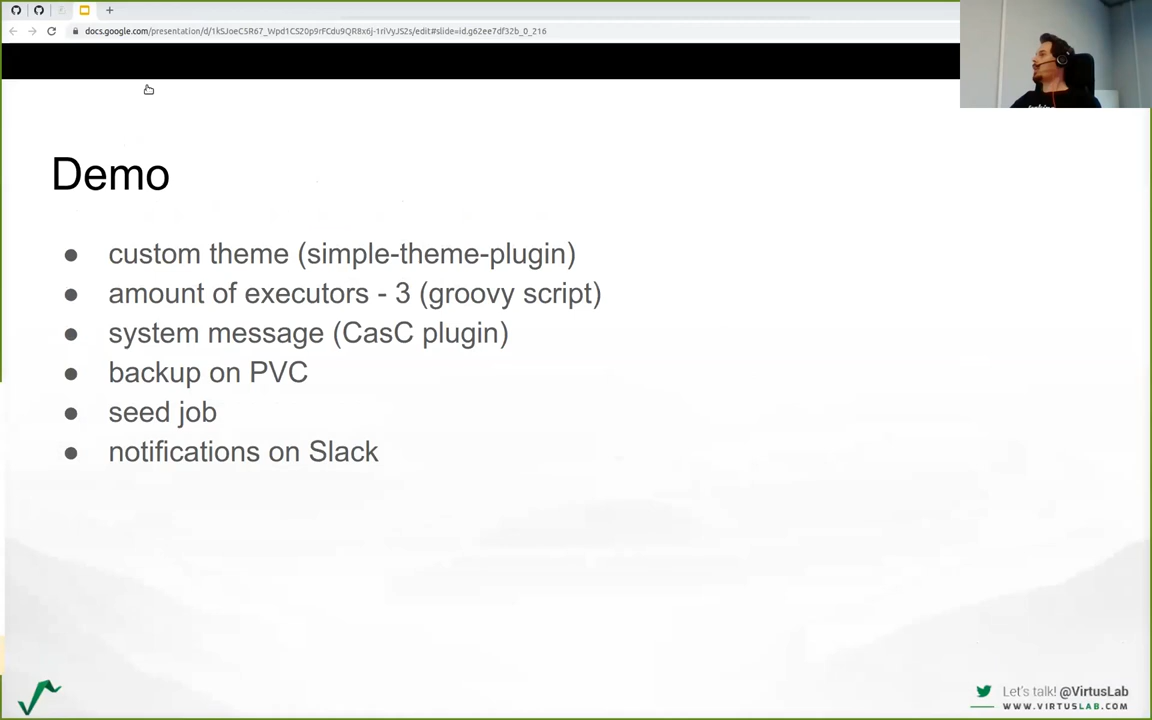 docs.google.com/presentation/d/1kSJoeC5R67_Wpd1CS20p9rFCdu9QR8x6j-1rlVyJS2s/edit#slide=id.g62ee7df32b_0_216
Demo
● custom theme (simple-theme-plugin)
● amount of executors - 3 (groovy script)
● system message (CasC plugin)
● backup on PVC
● seed job
● notifications on Slack
Let's talk! @VirtusLab
WWW.VIRTUSLAB.COM